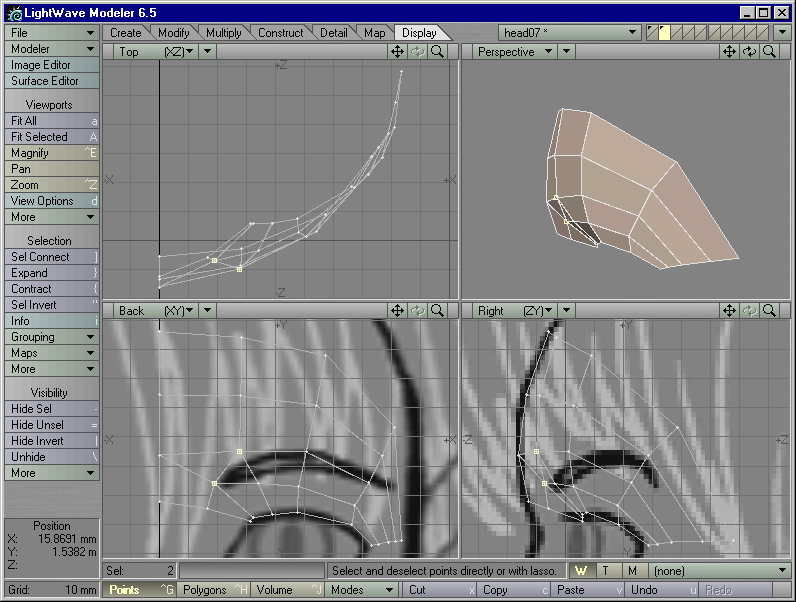 LightWave Modeler 6.5
File
Create Modify Multiply Construct Detail Map Display head07 *
Modeler
Top (XZ) Perspective
Image Editor
Surface Editor
Viewports
Fit All a
Fit Selected A
Magnify ^E
Pan
Zoom ^Z
View Options d
More
Selection
Sel Connect ]
Expand }
Contract {
Sel Invert "
Info i
Grouping
Maps
More
Visibility
Hide Sel -
Hide Unsel =
Hide Invert |
Unhide \
More
+Z
-X +X
-Z
Back (XY) Right (ZY)
+Y +Y
-X +X -Z +Z
-Y -Y
Position
X: 15.8691 mm
Y: 1.5382 m
Z:
Sel: 2 Select and deselect points directly or with lasso. W T M (none)
Grid: 10 mm Points ^G Polygons ^H Volume ^J Modes Cut x Copy c Paste v Undo u Redo